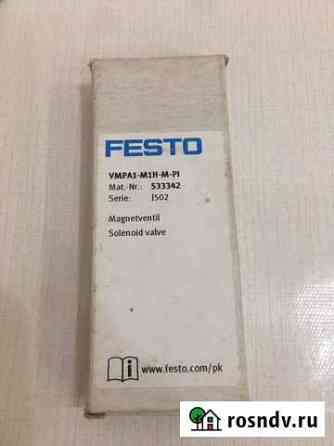 FESTO
VMPA1-M1H-M-PI
Mat.-Nr.: 533342
Serie: J502
Magnetventil
Solenoid valve
www.festo.com/pk
rosndv.ru